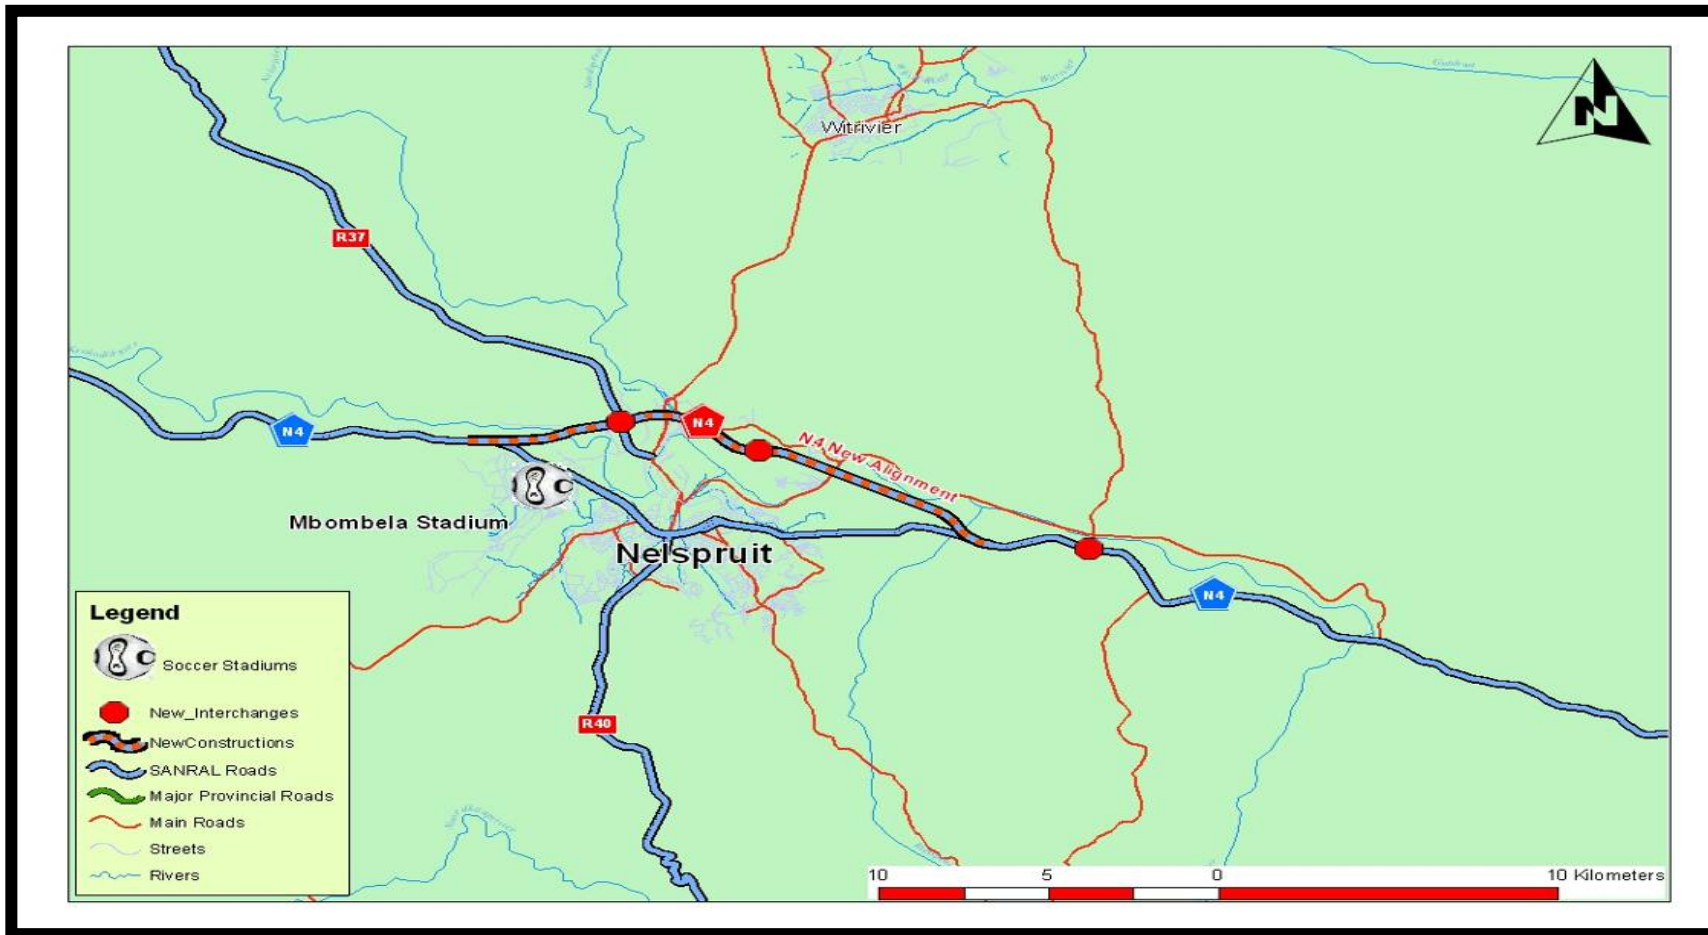 Witrivier
N
R37
N4
N4
N4 New Alignment
Mbombela Stadium
Nelspruit
N4
R40
Legend
Soccer Stadiums
New_Interchanges
NewConstructions
SANRAL Roads
Major Provincial Roads
Main Roads
Streets
Rivers
10 5 0 10 Kilometers